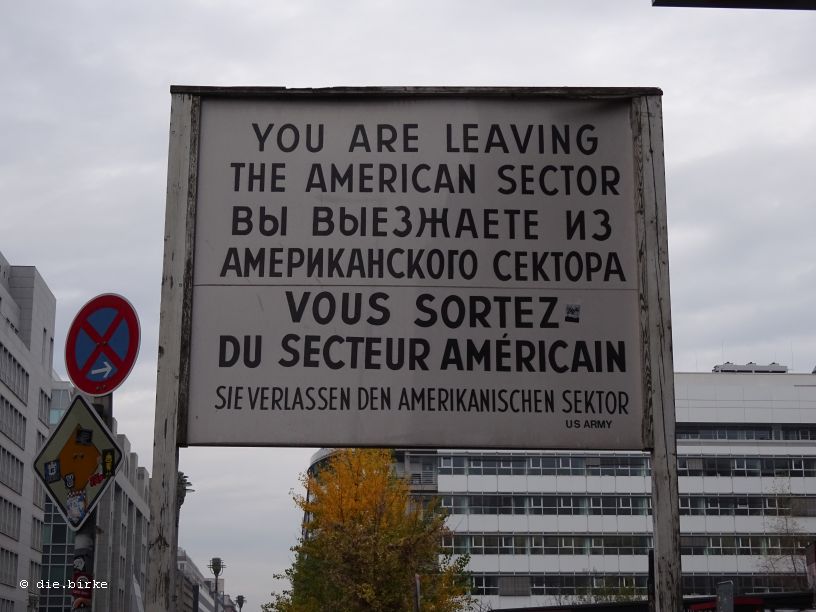 YOU ARE LEAVING
THE AMERICAN SECTOR
ВЫ ВЫЕЗЖАЕТЕ ИЗ
АМЕРИКАНСКОГО СЕКТОРА
VOUS SORTEZ
DU SECTEUR AMÉRICAIN
SIE VERLASSEN DEN AMERIKANISCHEN SEKTOR
US ARMY
© die.birke